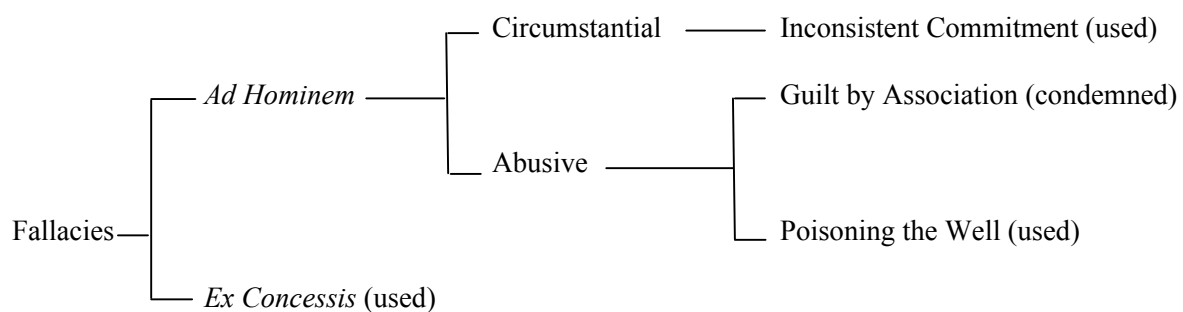 Circumstantial
Inconsistent Commitment (used)
Ad Hominem
Guilt by Association (condemned)
Abusive
Fallacies
Poisoning the Well (used)
Ex Concessis (used)